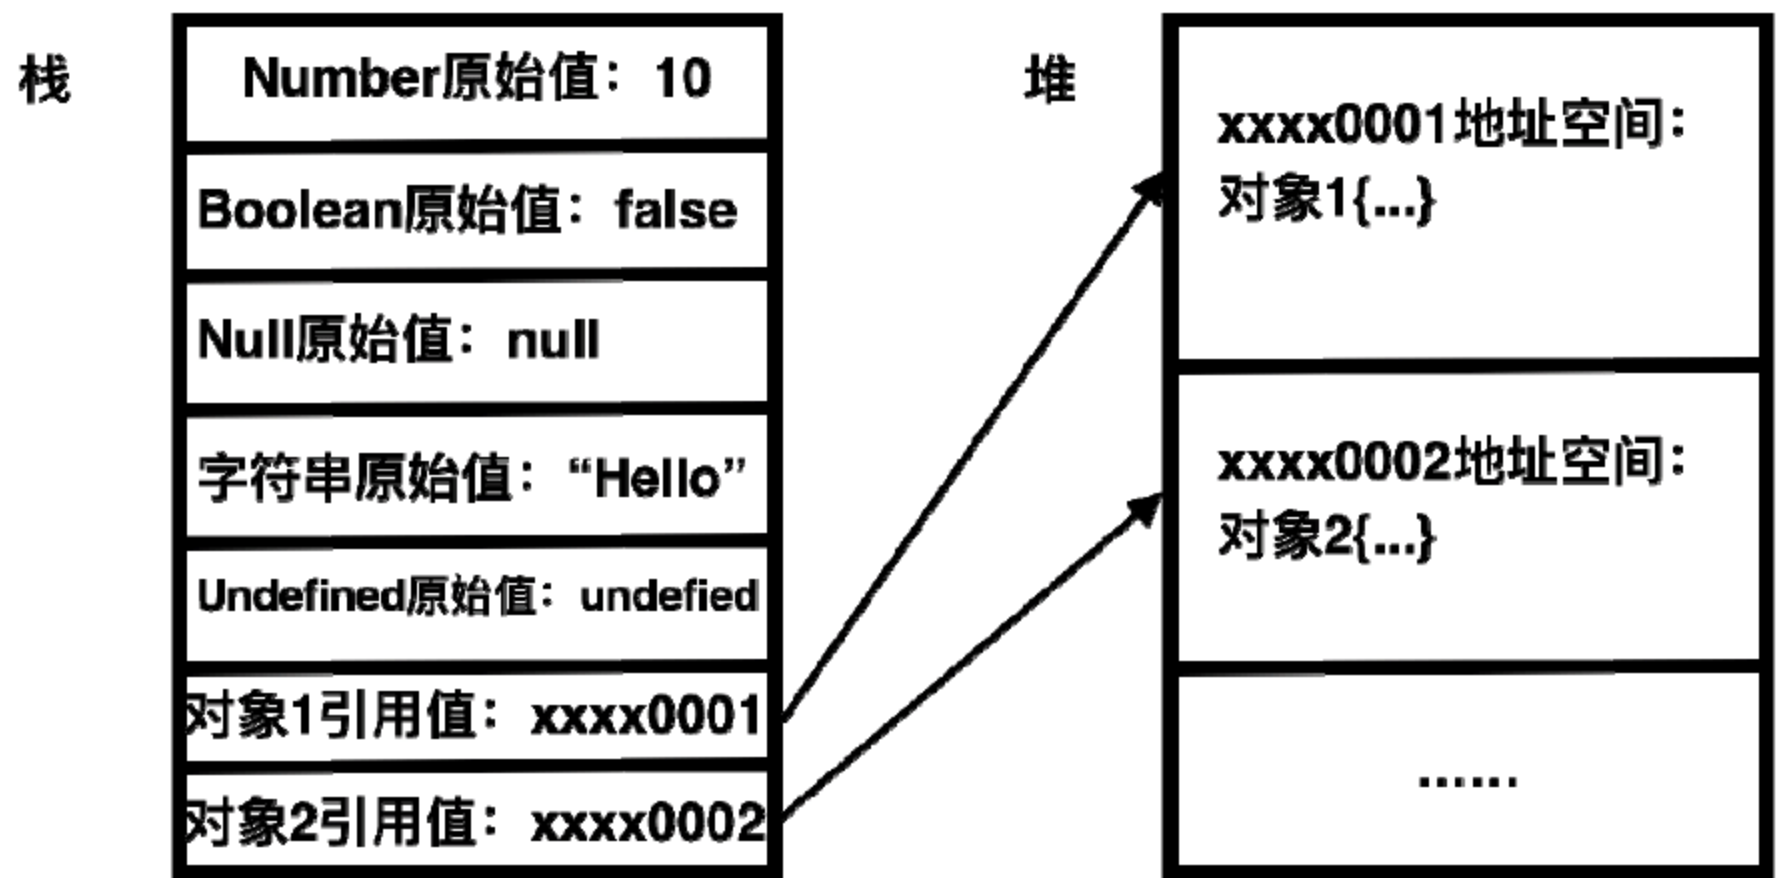 栈
Number原始值：10
Boolean原始值：false
Null原始值：null
字符串原始值：“Hello”
Undefined原始值：undefied
对象1引用值：xxxx0001
对象2引用值：xxxx0002
堆
xxxx0001地址空间：
对象1{...}
xxxx0002地址空间：
对象2{...}
......